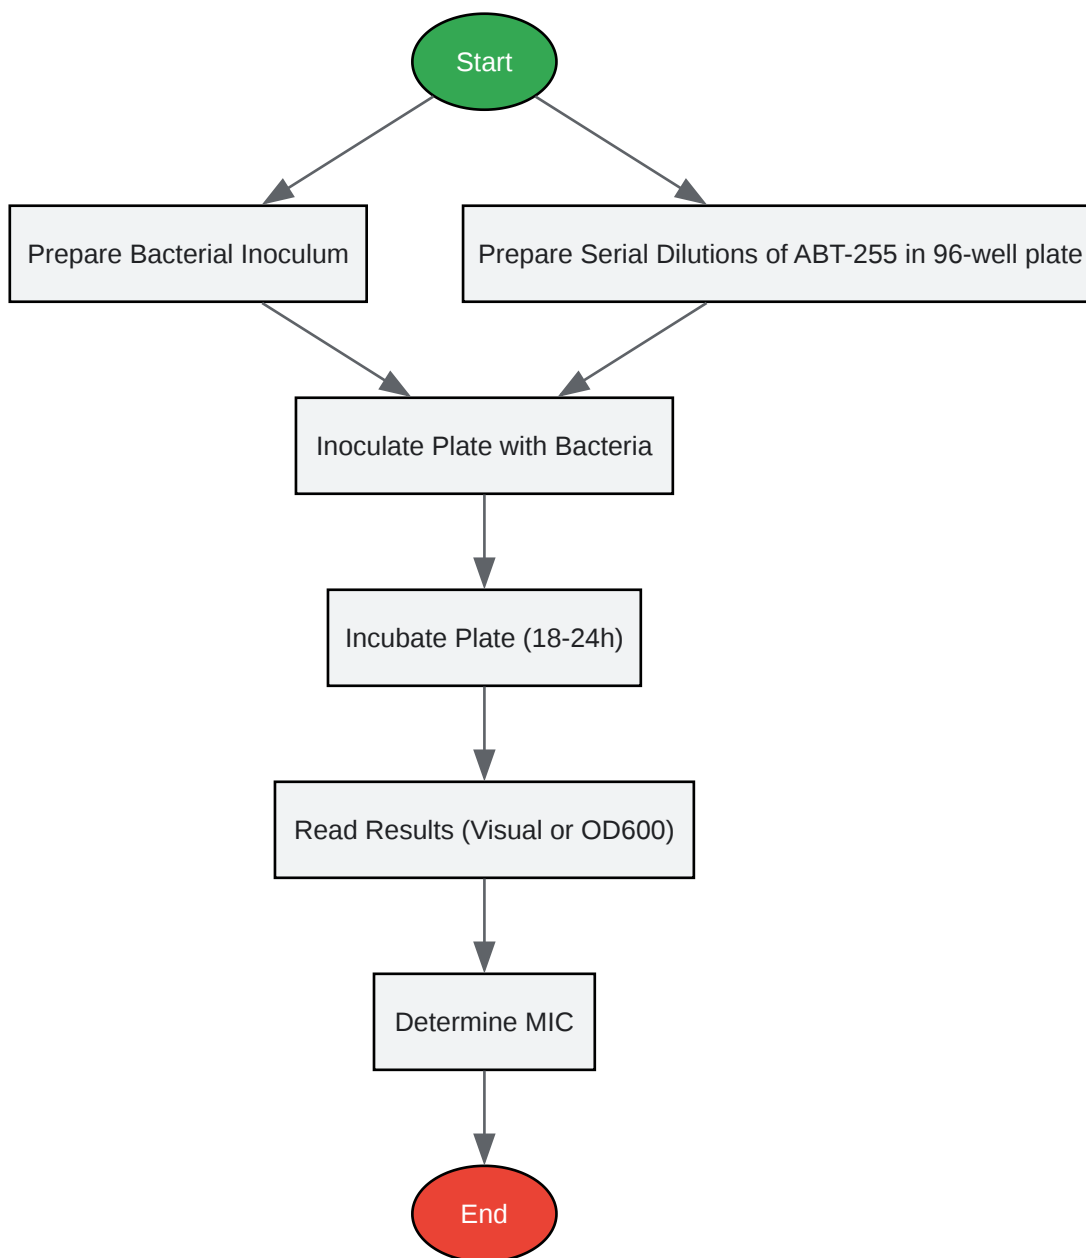 Start
Prepare Bacterial Inoculum
Prepare Serial Dilutions of ABT-255 in 96-well plate
Inoculate Plate with Bacteria
Incubate Plate (18-24h)
Read Results (Visual or OD600)
Determine MIC
End